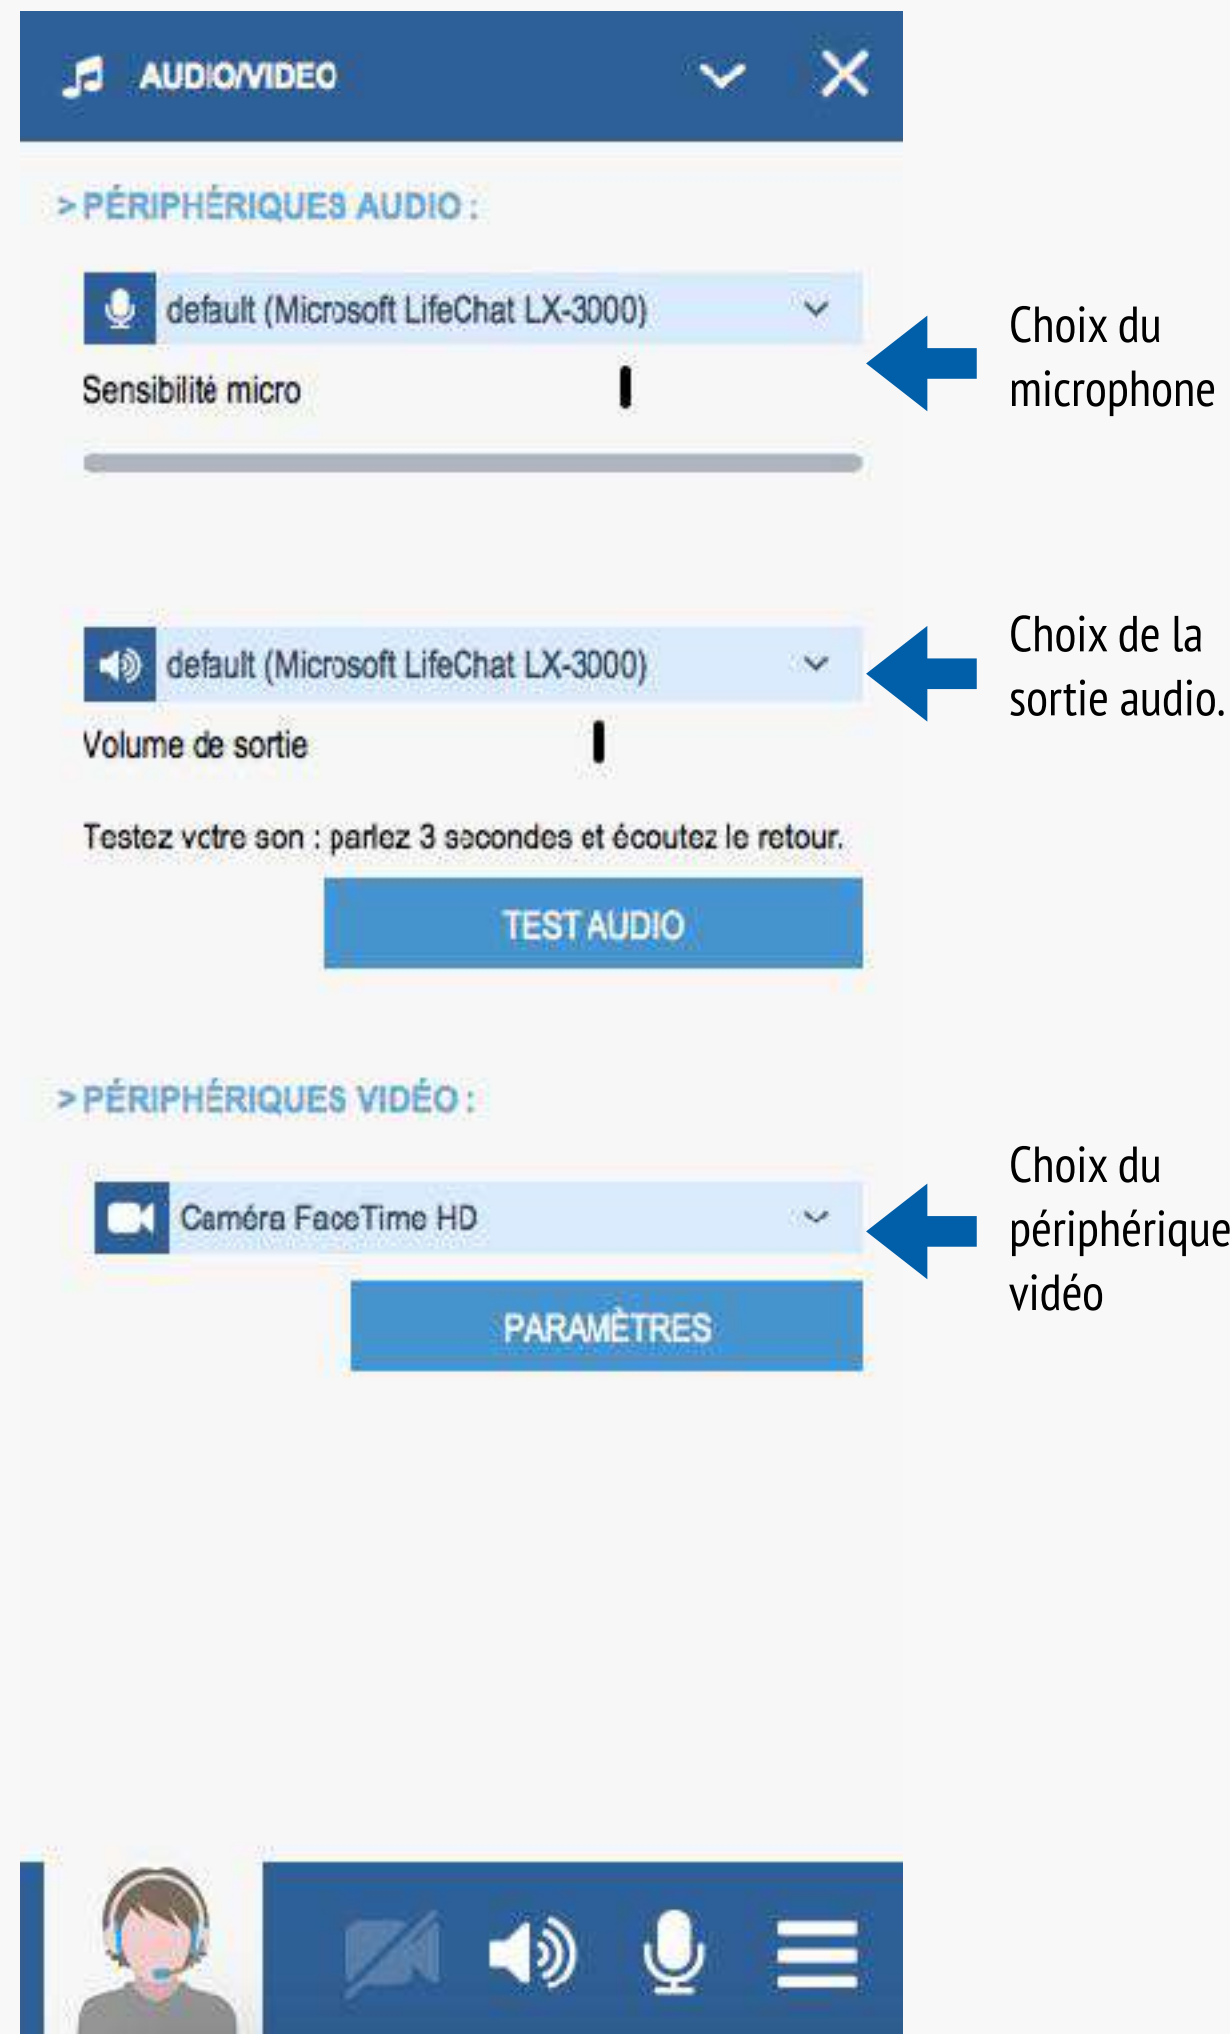 AUDIO/VIDEO
> PÉRIPHÉRIQUES AUDIO :
default (Microsoft LifeChat LX-3000)
Choix du
microphone
Sensibilité micro
default (Microsoft LifeChat LX-3000)
Choix de la
sortie audio.
Volume de sortie
Testez votre son : parlez 3 secondes et écoutez le retour.
TEST AUDIO
> PÉRIPHÉRIQUES VIDÉO :
Caméra FaceTime HD
Choix du
périphérique
vidéo
PARAMÈTRES